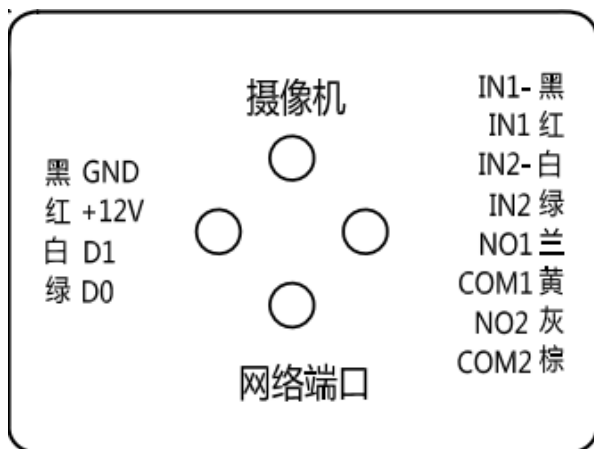 摄像机
黑 GND
红 +12V
白 D1
绿 D0
IN1- 黑
IN1 红
IN2- 白
IN2 绿
NO1 兰
COM1 黄
NO2 灰
COM2 棕
网络端口